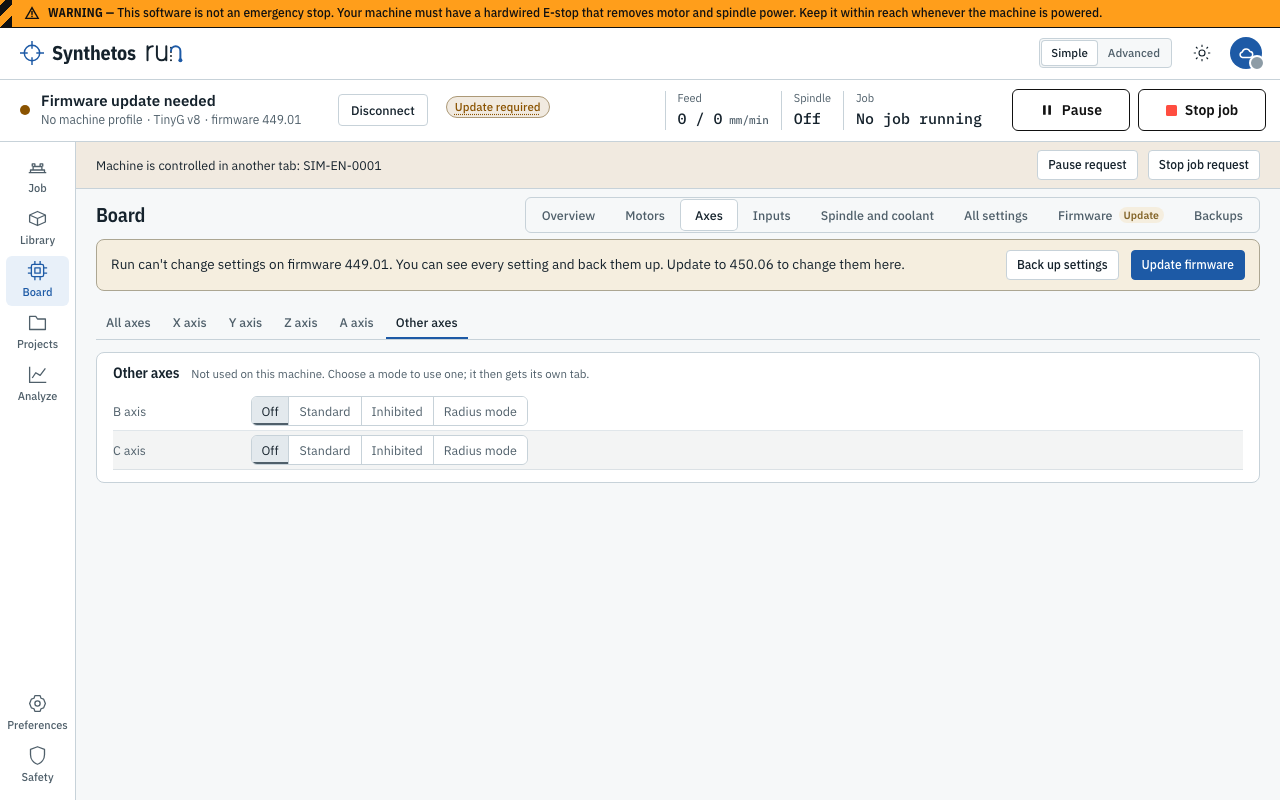 WARNING — This software is not an emergency stop. Your machine must have a hardwired E-stop that removes motor and spindle power. Keep it within reach whenever the machine is powered.
Synthetos run
Simple Advanced
Firmware update needed
No machine profile · TinyG v8 · firmware 449.01
Disconnect
Update required
Feed
0 / 0 mm/min
Spindle
Off
Job
No job running
Pause
Stop job
Machine is controlled in another tab: SIM-EN-0001
Pause request
Stop job request
Job
Library
Board
Projects
Analyze
Preferences
Safety
Board
Overview Motors Axes Inputs Spindle and coolant All settings Firmware Update Backups
Run can't change settings on firmware 449.01. You can see every setting and back them up. Update to 450.06 to change them here.
Back up settings
Update firmware
All axes X axis Y axis Z axis A axis Other axes
Other axes Not used on this machine. Choose a mode to use one; it then gets its own tab.
B axis Off Standard Inhibited Radius mode
C axis Off Standard Inhibited Radius mode